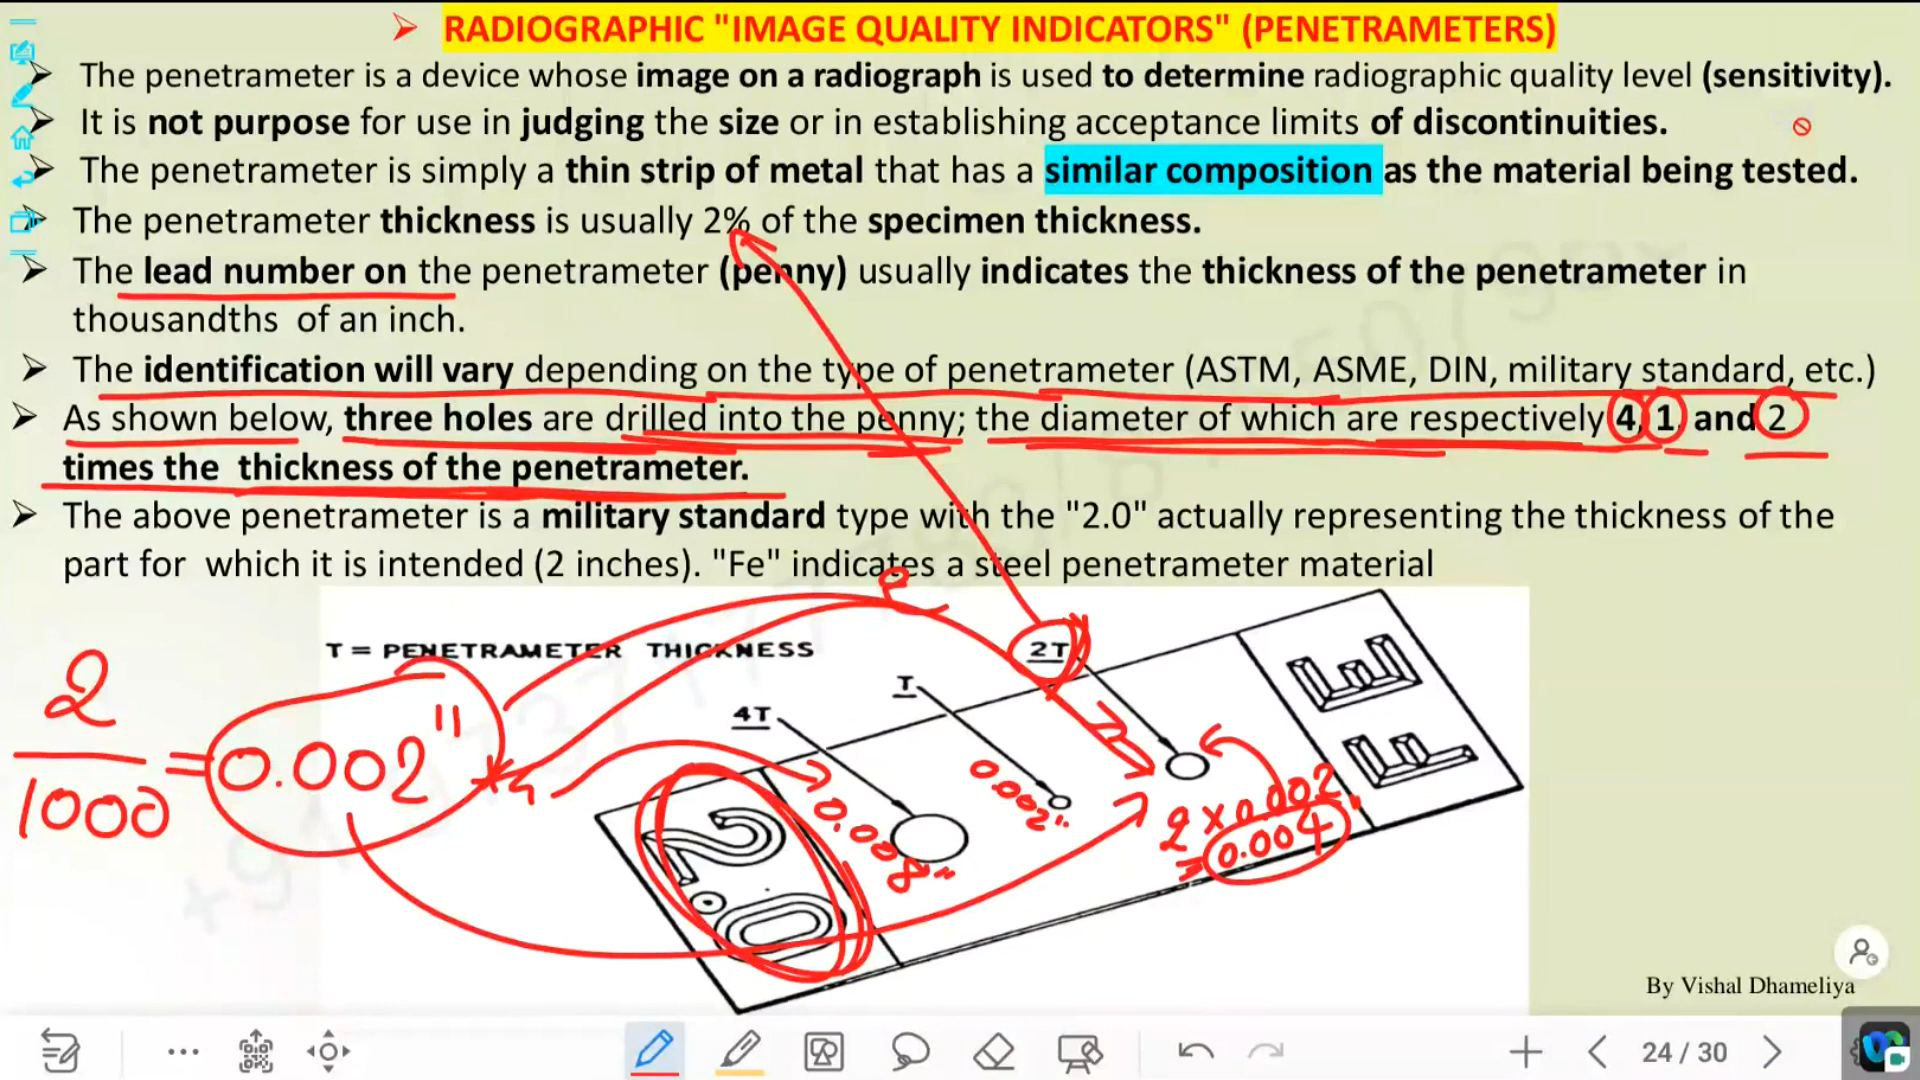 RADIOGRAPHIC "IMAGE QUALITY INDICATORS" (PENETRAMETERS)
The penetrameter is a device whose image on a radiograph is used to determine radiographic quality level (sensitivity).
It is not purpose for use in judging the size or in establishing acceptance limits of discontinuities.
The penetrameter is simply a thin strip of metal that has a similar composition as the material being tested.
The penetrameter thickness is usually 2% of the specimen thickness.
The lead number on the penetrameter (penny) usually indicates the thickness of the penetrameter in
thousandths of an inch.
The identification will vary depending on the type of penetrameter (ASTM, ASME, DIN, military standard, etc.)
As shown below, three holes are drilled into the penny; the diameter of which are respectively 4, 1, and 2
times the thickness of the penetrameter.
The above penetrameter is a military standard type with the "2.0" actually representing the thickness of the
part for which it is intended (2 inches). "Fe" indicates a steel penetrameter material
T = PENETRAMETER THICKNESS
2T
T
4T
2
1000
= 0.002"
0.008"
0.002"
2 x 0.002
= 0.004
2.0
FE
By Vishal Dhameliya
24 / 30